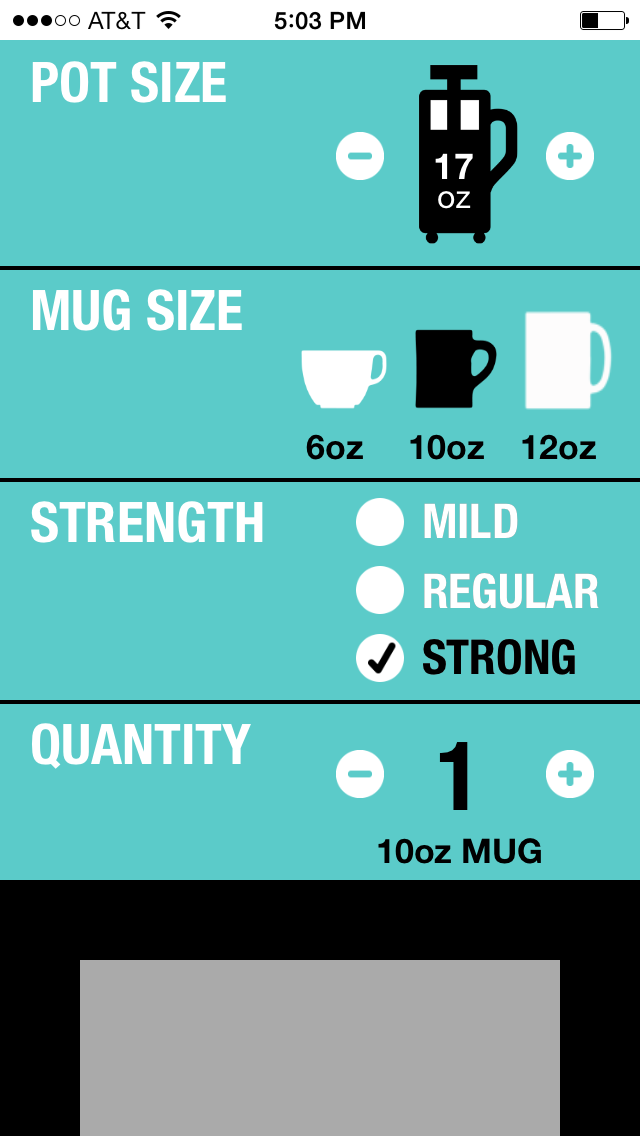 AT&T 5:03 PM
POT SIZE
17
OZ
MUG SIZE
6oz 10oz 12oz
STRENGTH
MILD
REGULAR
STRONG
QUANTITY
1
10oz MUG